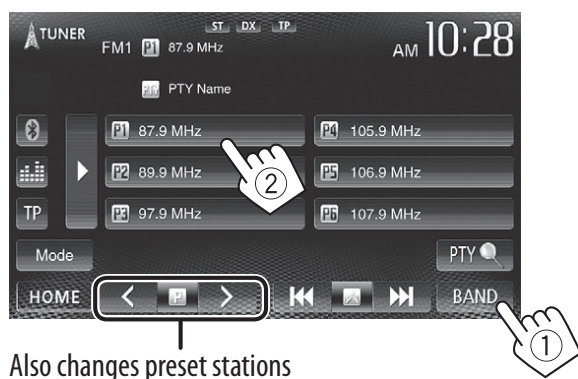 TUNER
ST DX TP
FM1 P1 87.9 MHz
AM 10:28
PTY PTY Name
P1 87.9 MHz
P4 105.9 MHz
P2 89.9 MHz
P5 106.9 MHz
TP
P3 97.9 MHz
P6 107.9 MHz
Mode
PTY
HOME
P
BAND
2
1
Also changes preset stations